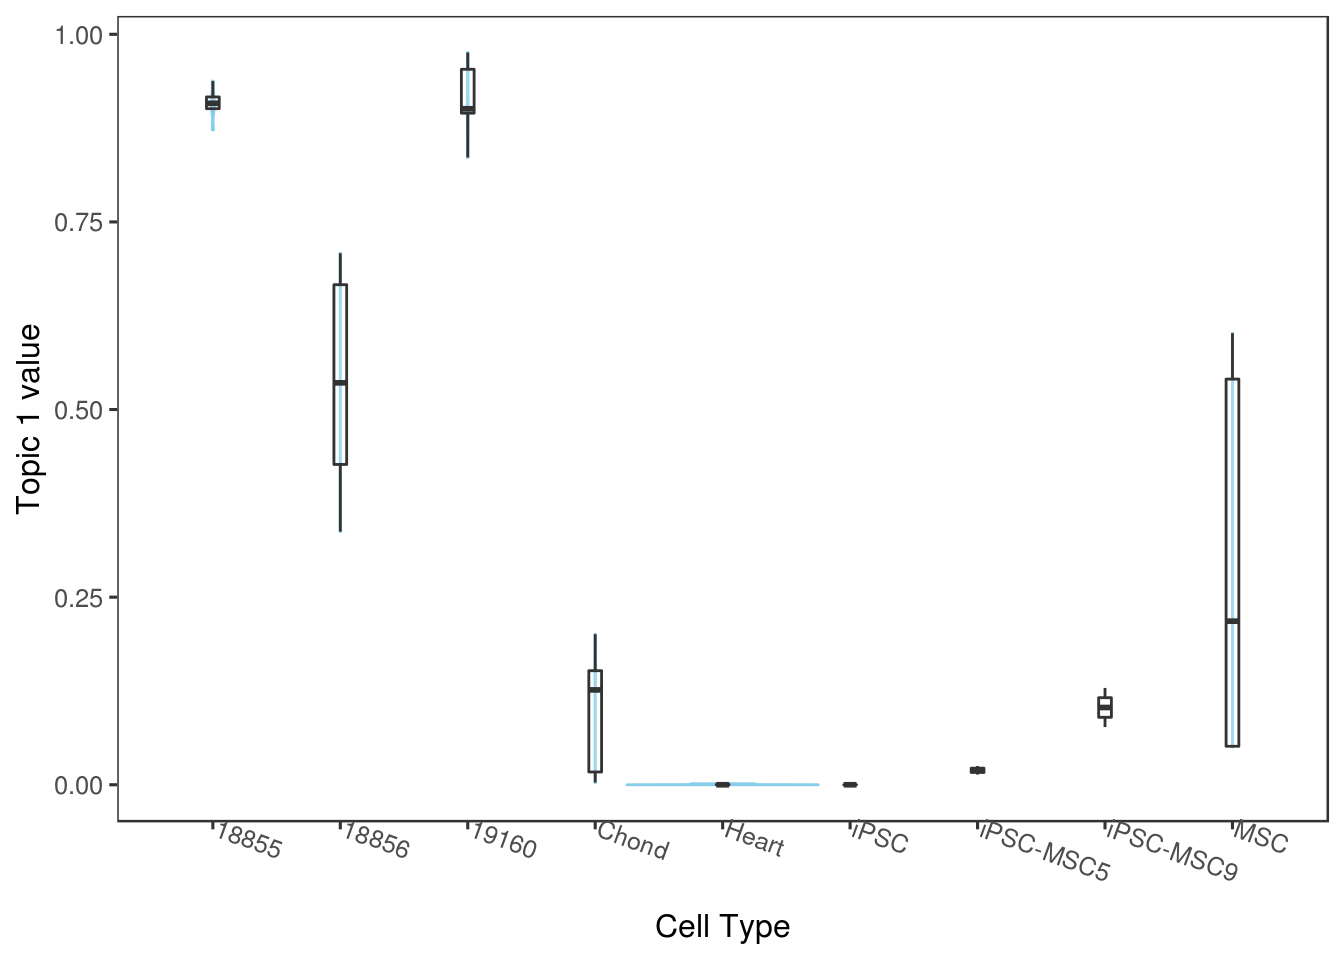 1.00
0.75
0.50
0.25
0.00
Topic 1 value
18855
18856
19160
Chond
Heart
iPSC
iPSC-MSC5
iPSC-MSC9
MSC
Cell Type